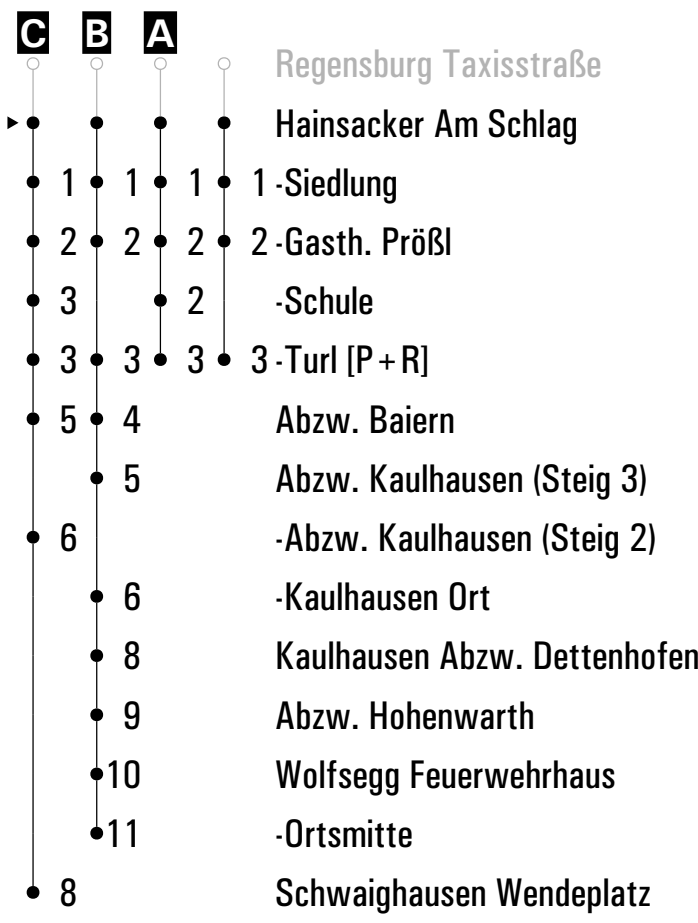 C B A
Regensburg Taxisstraße
Hainsacker Am Schlag
1 1 1 1 -Siedlung
2 2 2 2 -Gasth. Prößl
3 2 -Schule
3 3 3 3 -Turl [P+R]
5 4 Abzw. Baiern
5 Abzw. Kaulhausen (Steig 3)
6 -Abzw. Kaulhausen (Steig 2)
6 -Kaulhausen Ort
8 Kaulhausen Abzw. Dettenhofen
9 Abzw. Hohenwarth
10 Wolfsegg Feuerwehrhaus
11 -Ortsmitte
8 Schwaighausen Wendeplatz